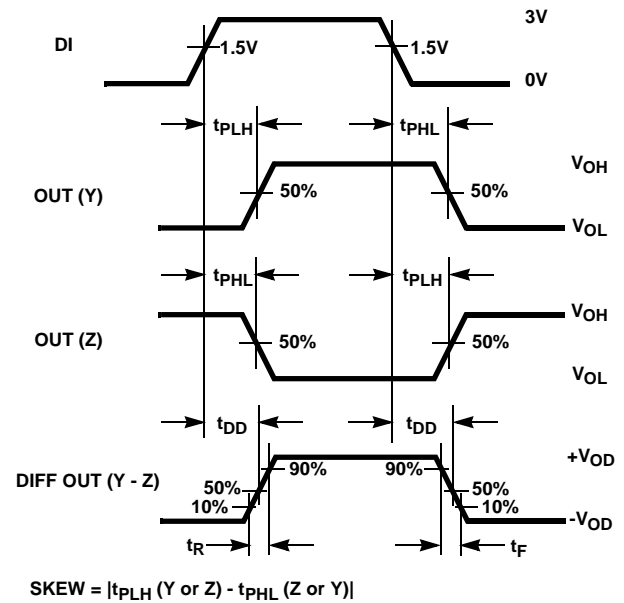 3V
DI
1.5V
1.5V
0V
tPLH
tPHL
VOH
OUT (Y)
50%
50%
VOL
tPHL
tPLH
VOH
OUT (Z)
50%
50%
VOL
tDD
tDD
+VOD
DIFF OUT (Y - Z)
90%
90%
50%
50%
10%
10%
-VOD
tR
tF
SKEW = |tPLH (Y or Z) - tPHL (Z or Y)|